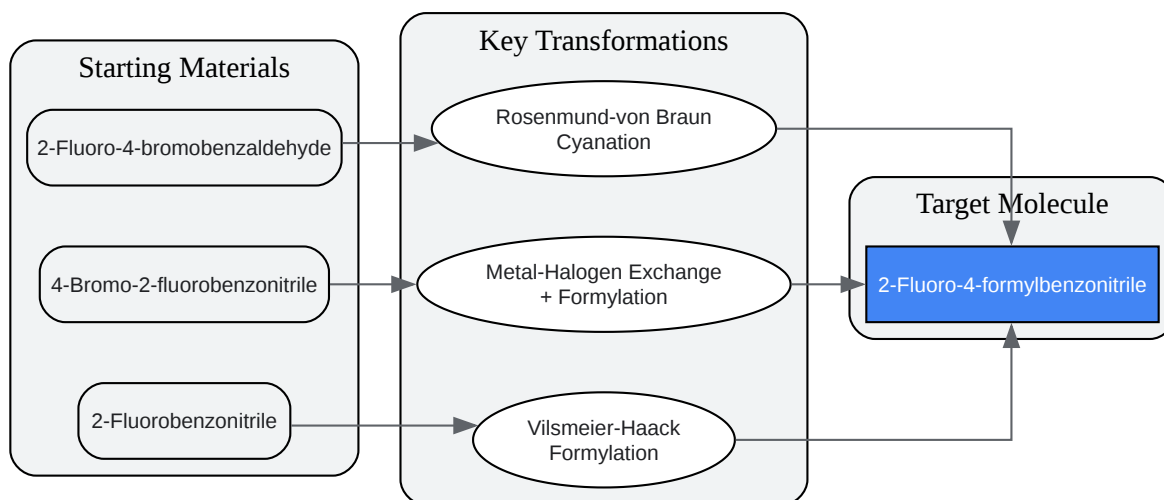 Starting Materials
2-Fluoro-4-bromobenzaldehyde
4-Bromo-2-fluorobenzonitrile
2-Fluorobenzonitrile
Key Transformations
Rosenmund-von Braun
Cyanation
Metal-Halogen Exchange
+ Formylation
Vilsmeier-Haack
Formylation
Target Molecule
2-Fluoro-4-formylbenzonitrile